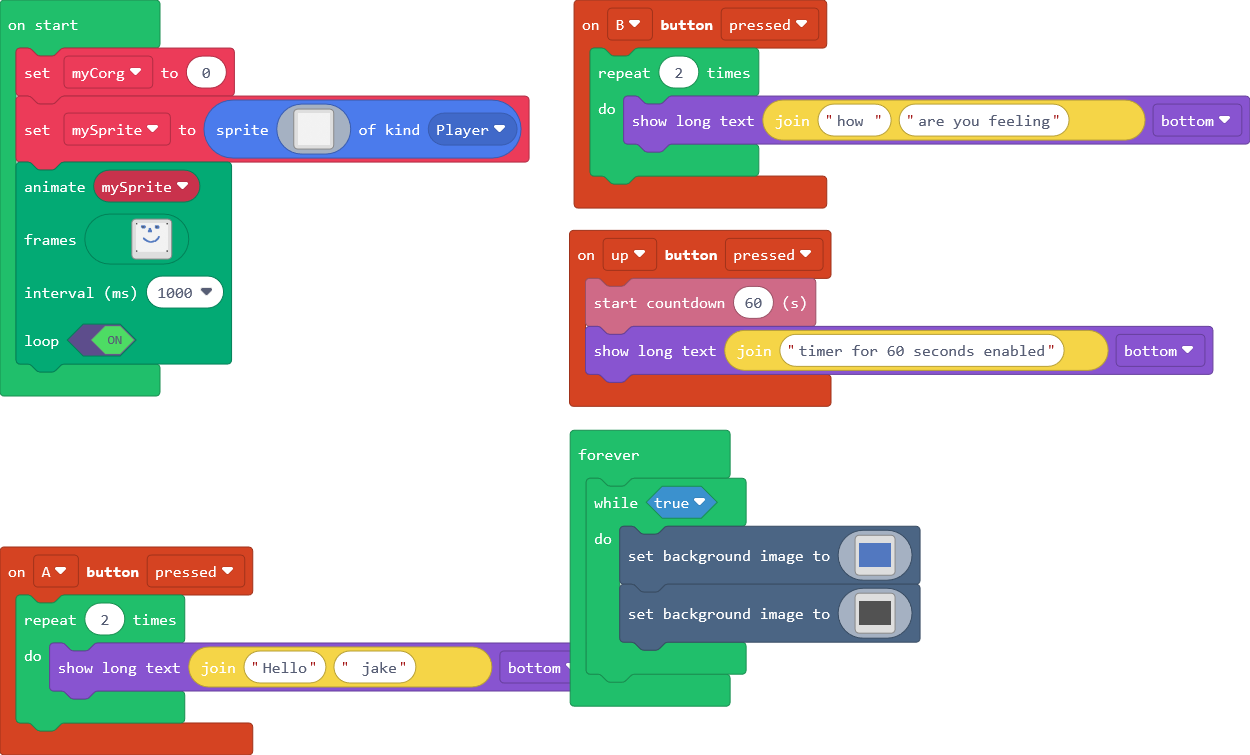 on start
set myCorg to 0
set mySprite to sprite of kind Player
animate mySprite
frames
interval (ms) 1000
loop ON
on A button pressed
repeat 2 times
do show long text join "Hello" " jake" bottom
on B button pressed
repeat 2 times
do show long text join "how " "are you feeling" bottom
on up button pressed
start countdown 60 (s)
show long text join "timer for 60 seconds enabled" bottom
forever
while true
do set background image to
set background image to